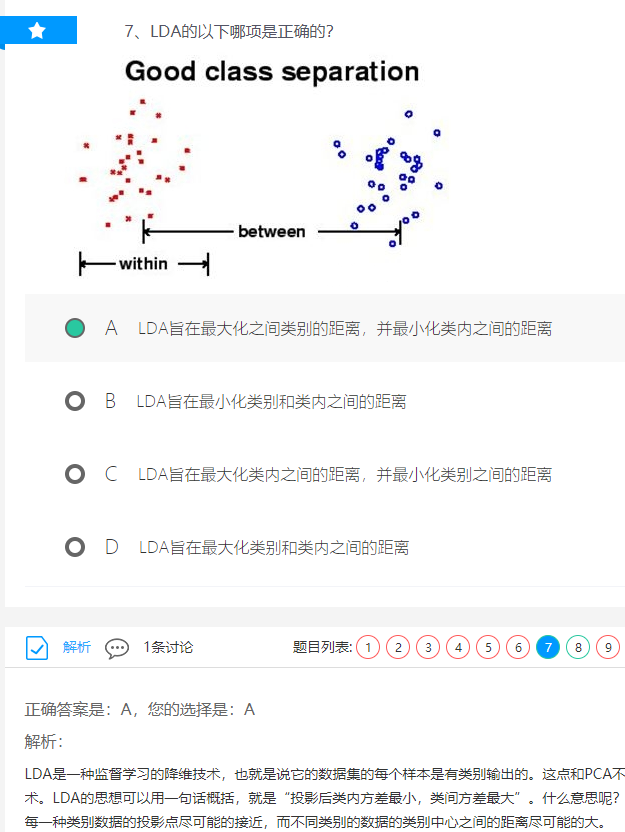 7、LDA的以下哪项是正确的?
Good class separation
between
within
A LDA旨在最大化之间类别的距离，并最小化类内之间的距离
B LDA旨在最小化类别和类内之间的距离
C LDA旨在最大化类内之间的距离，并最小化类别之间的距离
D LDA旨在最大化类别和类内之间的距离
解析 1条讨论 题目列表: 1 2 3 4 5 6 7 8 9
正确答案是：A，您的选择是：A
解析：
LDA是一种监督学习的降维技术，也就是说它的数据集的每个样本是有类别输出的。这点和PCA不
术。LDA的思想可以用一句话概括，就是“投影后类内方差最小，类间方差最大”。什么意思呢？
每一种类别数据的投影点尽可能的接近，而不同类别的数据的类别中心之间的距离尽可能的大。